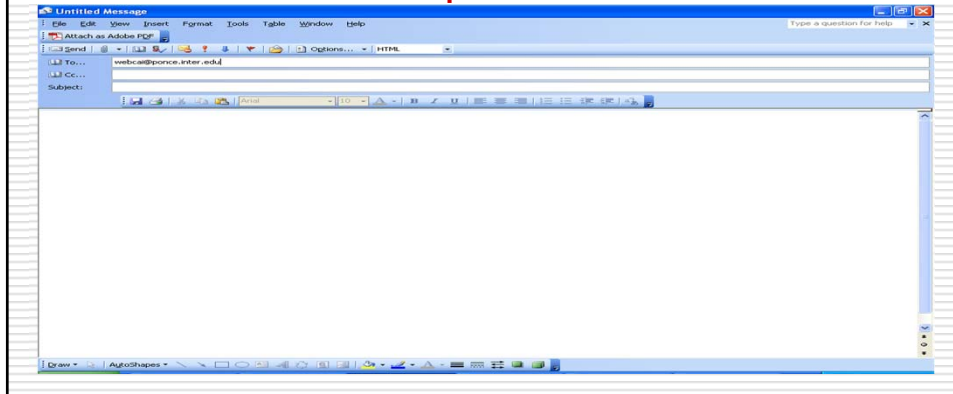 Untitled Message
File Edit View Insert Format Tools Table Window Help Type a question for help
Attach as Adobe PDF
Send Options... HTML
To... webcai@ponce.inter.edu
Cc...
Subject:
Arial 10 A B I U
Draw AutoShapes A